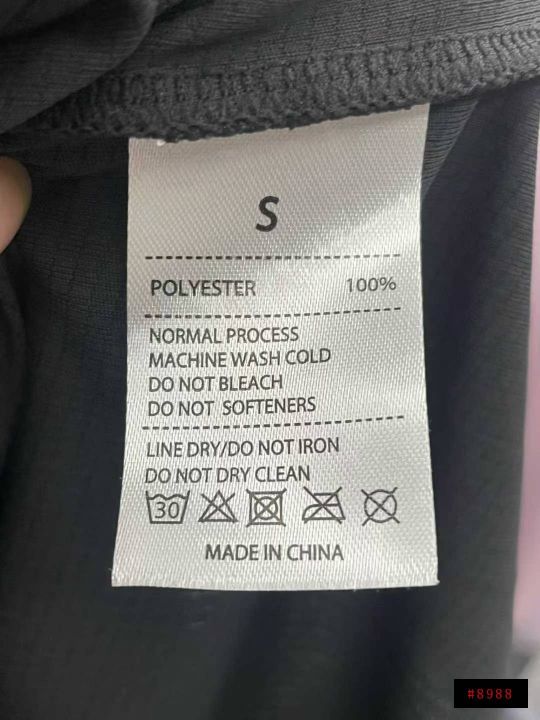 S
POLYESTER 100%
NORMAL PROCESS
MACHINE WASH COLD
DO NOT BLEACH
DO NOT SOFTENERS
LINE DRY/DO NOT IRON
DO NOT DRY CLEAN
30
MADE IN CHINA
#8988